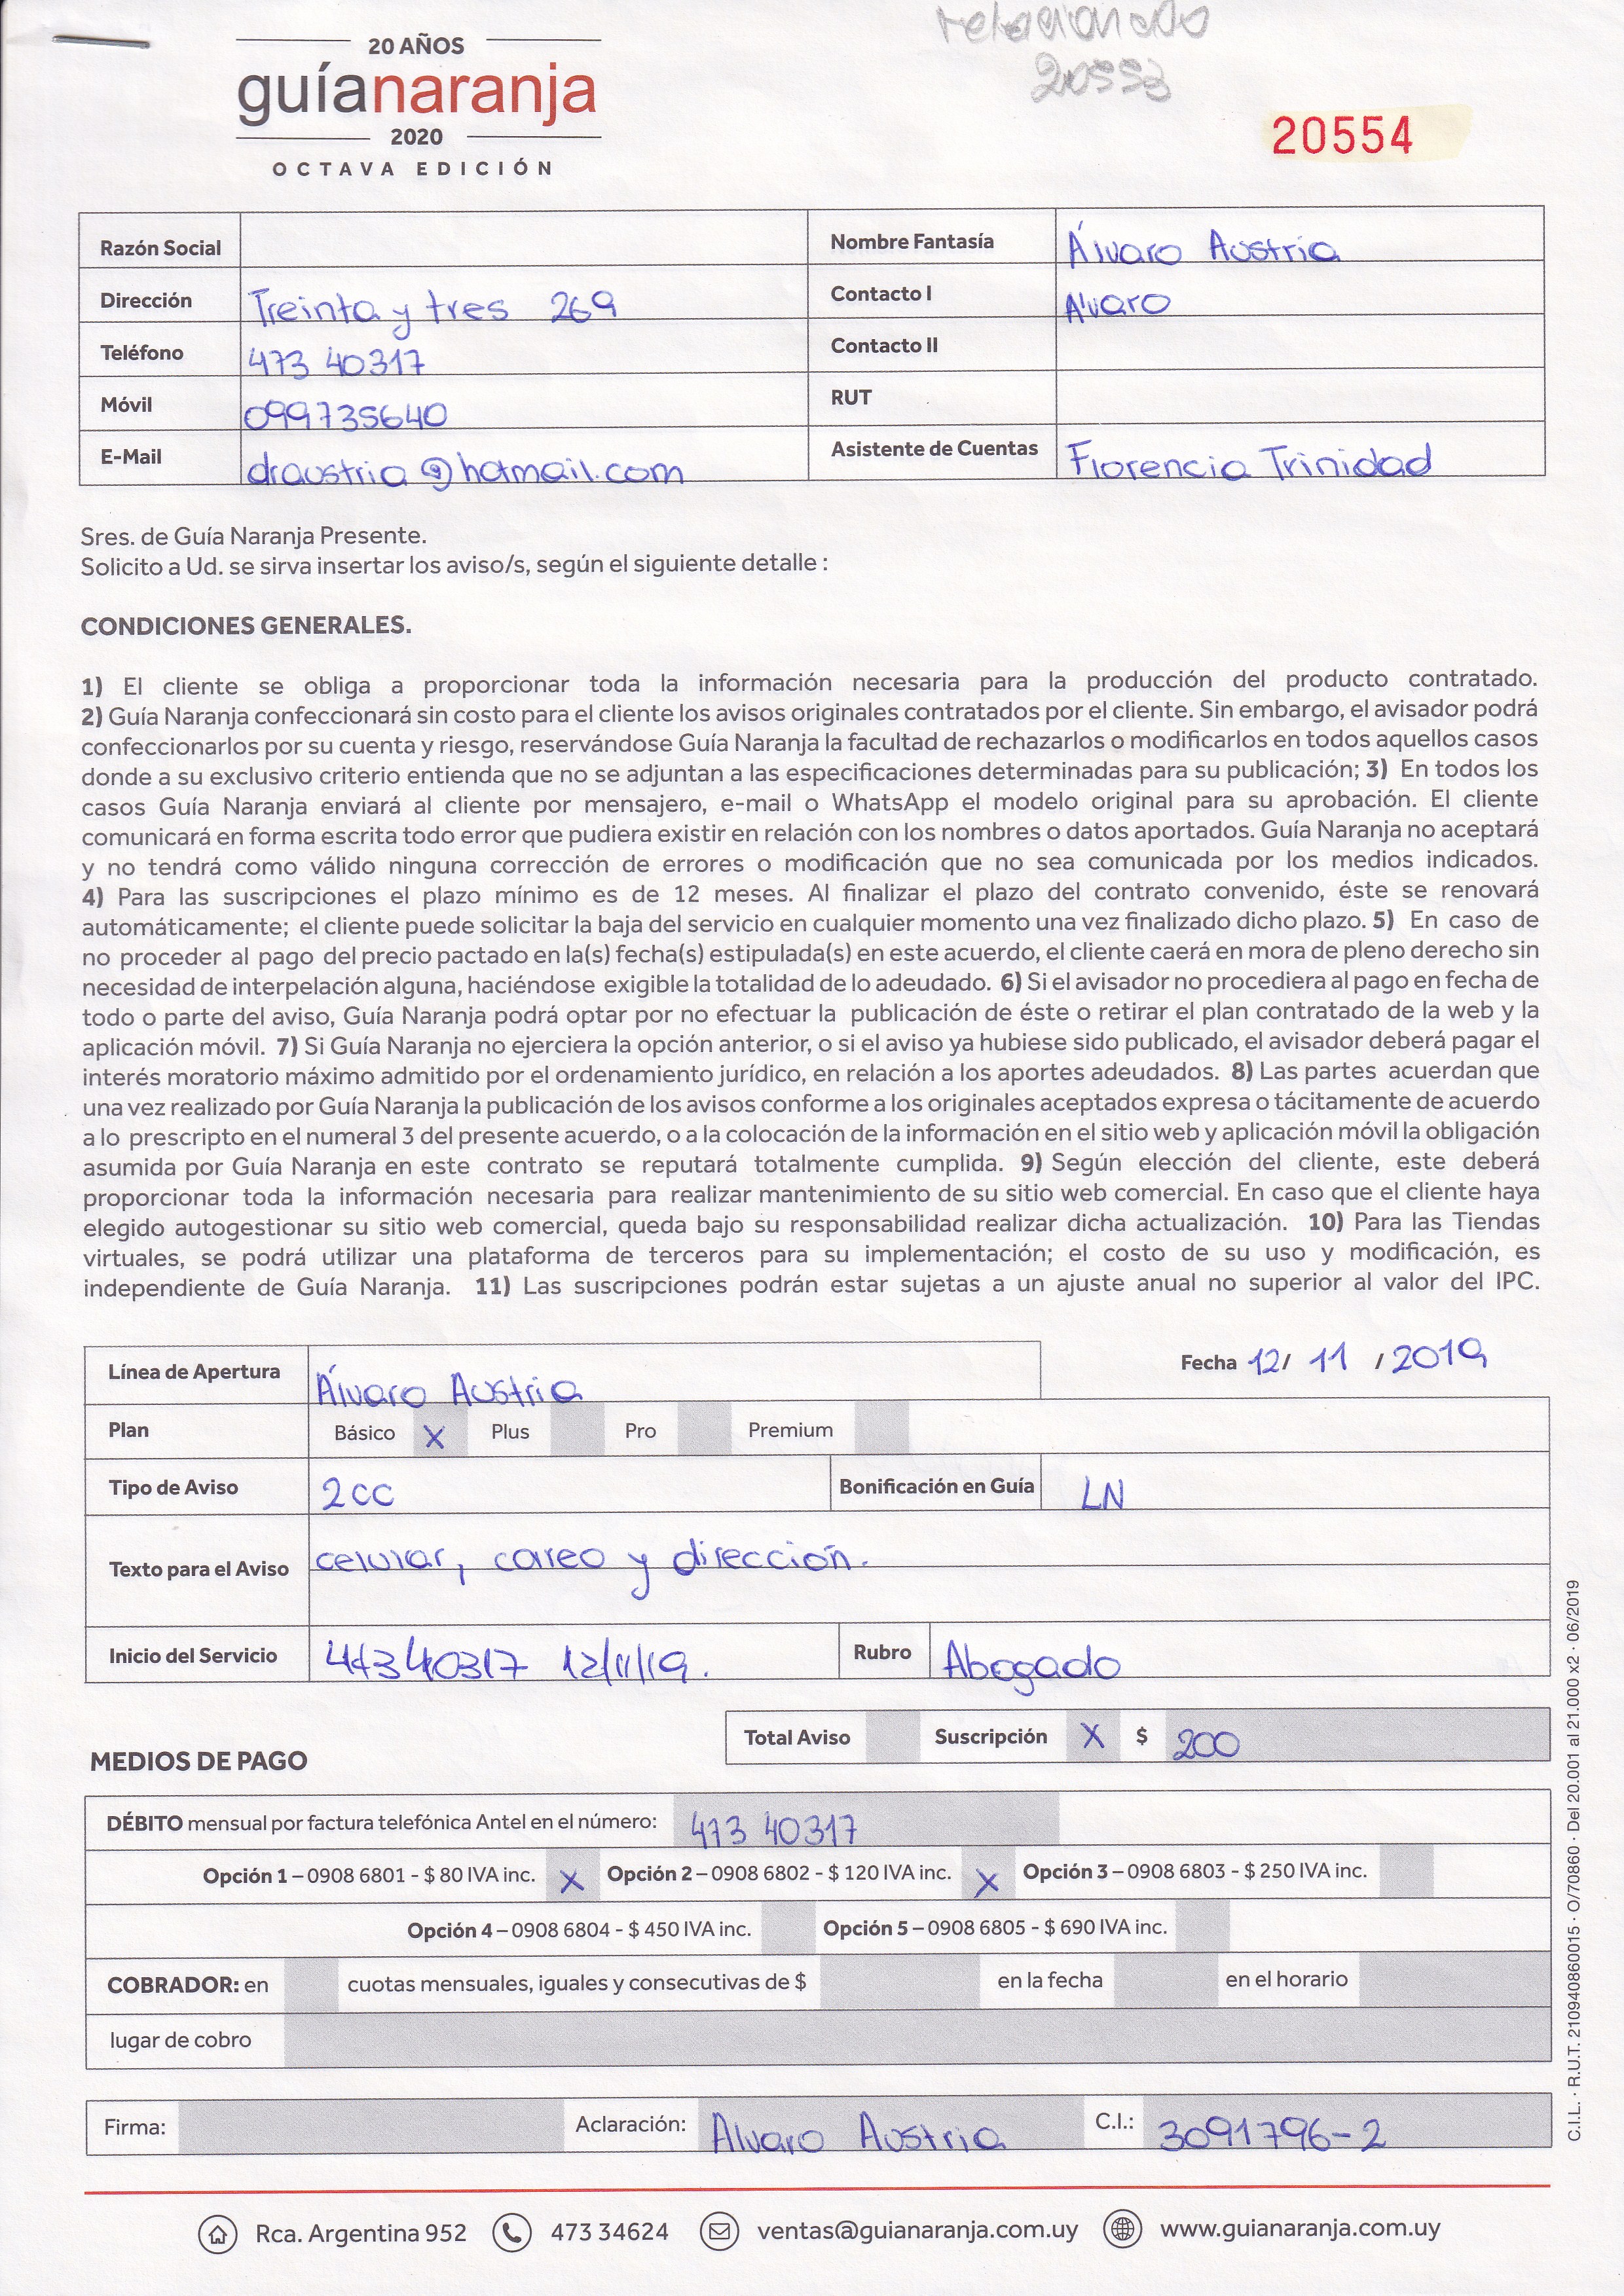 relacionado
20553
20 AÑOS
guíanaranja
2020
OCTAVA EDICIÓN
20554
Razón Social
Nombre Fantasía Álvaro Austria
Dirección Treinta y tres 269
Contacto I Alvaro
Teléfono 473 40317
Contacto II
Móvil 099735640
RUT
E-Mail draustria@hotmail.com
Asistente de Cuentas Florencia Trinidad
Sres. de Guía Naranja Presente.
Solicito a Ud. se sirva insertar los aviso/s, según el siguiente detalle :
CONDICIONES GENERALES.
1) El cliente se obliga a proporcionar toda la información necesaria para la producción del producto contratado.
2) Guía Naranja confeccionará sin costo para el cliente los avisos originales contratados por el cliente. Sin embargo, el avisador podrá
confeccionarlos por su cuenta y riesgo, reservándose Guía Naranja la facultad de rechazarlos o modificarlos en todos aquellos casos
donde a su exclusivo criterio entienda que no se adjuntan a las especificaciones determinadas para su publicación; 3) En todos los
casos Guía Naranja enviará al cliente por mensajero, e-mail o WhatsApp el modelo original para su aprobación. El cliente
comunicará en forma escrita todo error que pudiera existir en relación con los nombres o datos aportados. Guía Naranja no aceptará
y no tendrá como válido ninguna corrección de errores o modificación que no sea comunicada por los medios indicados.
4) Para las suscripciones el plazo mínimo es de 12 meses. Al finalizar el plazo del contrato convenido, éste se renovará
automáticamente; el cliente puede solicitar la baja del servicio en cualquier momento una vez finalizado dicho plazo. 5) En caso de
no proceder al pago del precio pactado en la(s) fecha(s) estipulada(s) en este acuerdo, el cliente caerá en mora de pleno derecho sin
necesidad de interpelación alguna, haciéndose exigible la totalidad de lo adeudado. 6) Si el avisador no procediera al pago en fecha de
todo o parte del aviso, Guía Naranja podrá optar por no efectuar la publicación de éste o retirar el plan contratado de la web y la
aplicación móvil. 7) Si Guía Naranja no ejerciera la opción anterior, o si el aviso ya hubiese sido publicado, el avisador deberá pagar el
interés moratorio máximo admitido por el ordenamiento jurídico, en relación a los aportes adeudados. 8) Las partes acuerdan que
una vez realizado por Guía Naranja la publicación de los avisos conforme a los originales aceptados expresa o tácitamente de acuerdo
a lo prescripto en el numeral 3 del presente acuerdo, o a la colocación de la información en el sitio web y aplicación móvil la obligación
asumida por Guía Naranja en este contrato se reputará totalmente cumplida. 9) Según elección del cliente, este deberá
proporcionar toda la información necesaria para realizar mantenimiento de su sitio web comercial. En caso que el cliente haya
elegido autogestionar su sitio web comercial, queda bajo su responsabilidad realizar dicha actualización. 10) Para las Tiendas
virtuales, se podrá utilizar una plataforma de terceros para su implementación; el costo de su uso y modificación, es
independiente de Guía Naranja. 11) Las suscripciones podrán estar sujetas a un ajuste anual no superior al valor del IPC.
Fecha 12/ 11 / 2019
Línea de Apertura Álvaro Austria
Plan Básico X Plus Pro Premium
Tipo de Aviso 2cc Bonificación en Guía LN
Texto para el Aviso celular, correo y dirección.
Inicio del Servicio 47340317 12/11/19. Rubro Abogado
Total Aviso Suscripción X $ 200
MEDIOS DE PAGO
DÉBITO mensual por factura telefónica Antel en el número: 473 40317
Opción 1 – 0908 6801 - $ 80 IVA inc. X Opción 2 – 0908 6802 - $ 120 IVA inc. X Opción 3 – 0908 6803 - $ 250 IVA inc.
Opción 4 – 0908 6804 - $ 450 IVA inc. Opción 5 – 0908 6805 - $ 690 IVA inc.
COBRADOR: en cuotas mensuales, iguales y consecutivas de $ en la fecha en el horario
lugar de cobro
Firma: Aclaración: Alvaro Austria C.I.: 3091796-2
Rca. Argentina 952 473 34624 ventas@guianaranja.com.uy www.guianaranja.com.uy
C.I.L. · R.U.T. 210940860015 · O/70860 · Del 20.001 al 21.000 x2 · 06/2019